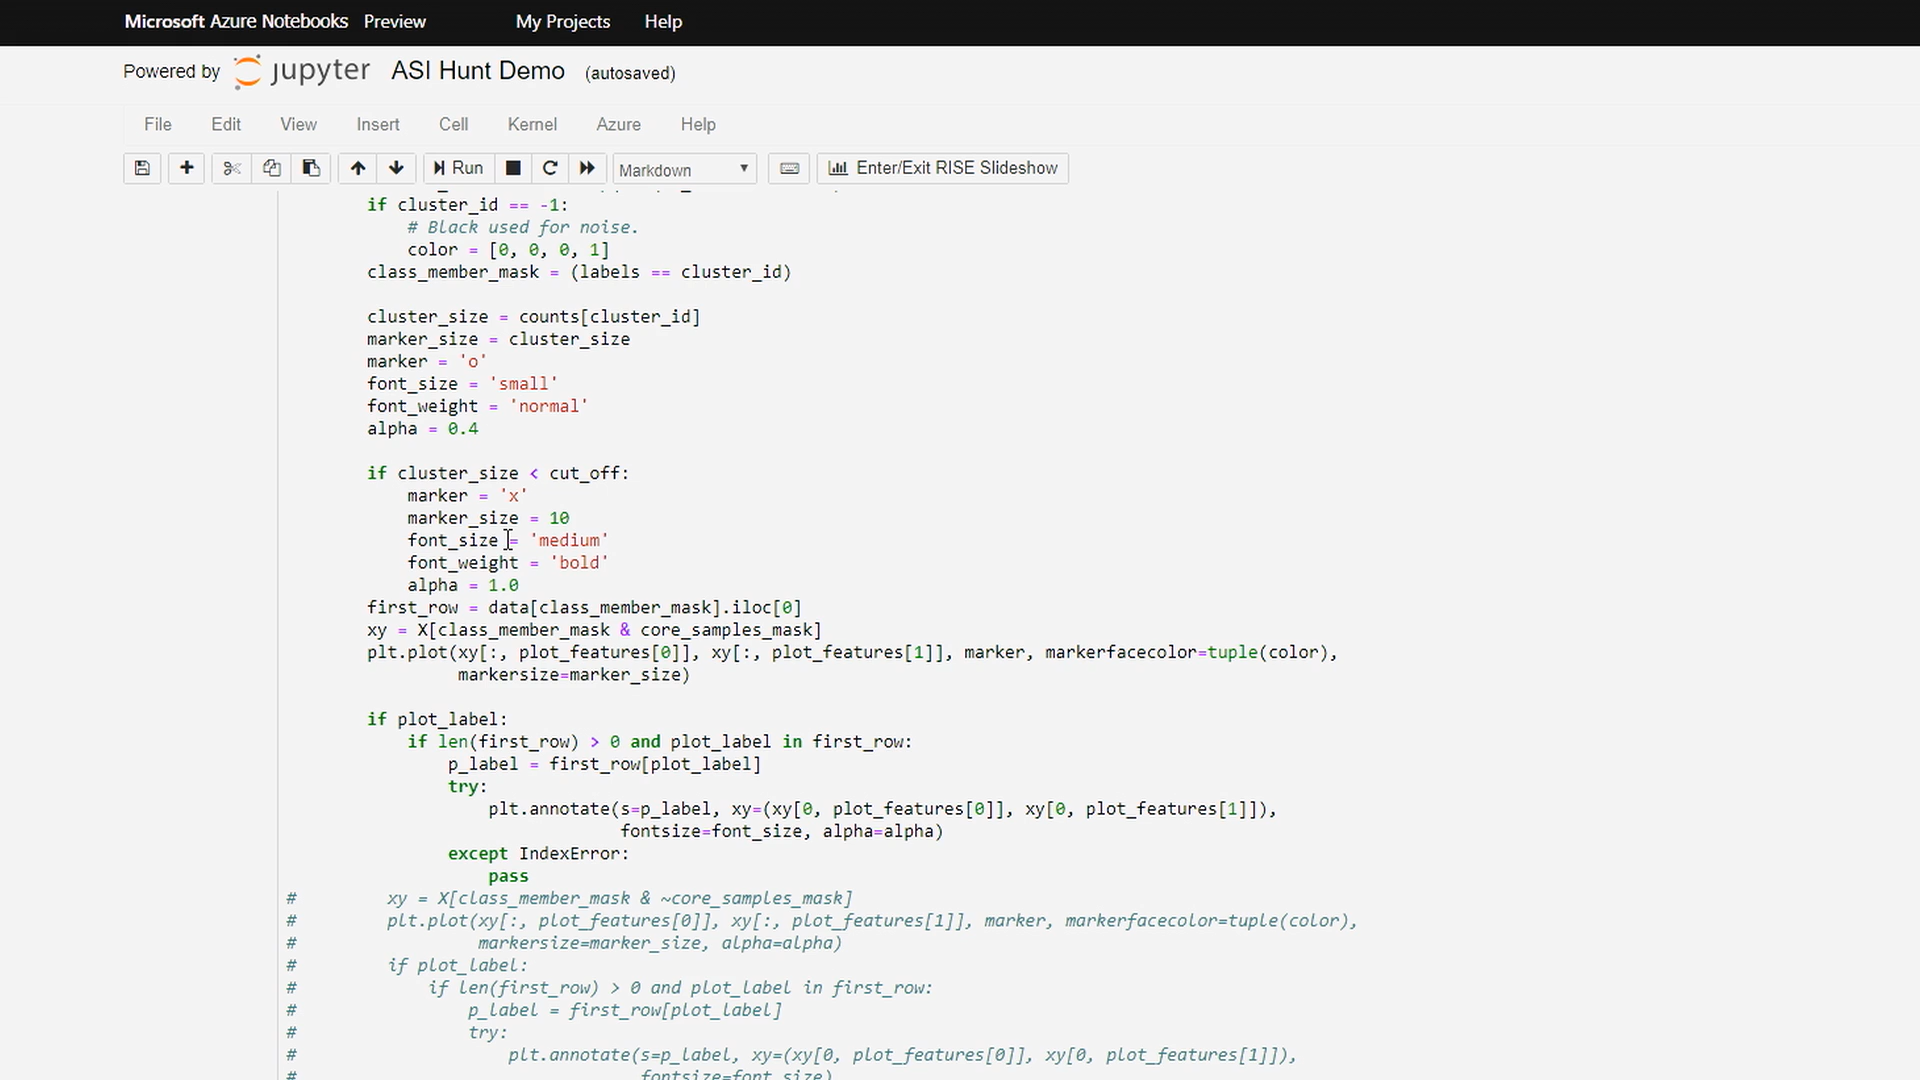 Microsoft Azure Notebooks Preview My Projects Help
Powered by jupyter ASI Hunt Demo (autosaved)
File Edit View Insert Cell Kernel Azure Help
Run Markdown Enter/Exit RISE Slideshow
if cluster_id == -1:
# Black used for noise.
color = [0, 0, 0, 1]
class_member_mask = (labels == cluster_id)
cluster_size = counts[cluster_id]
marker_size = cluster_size
marker = 'o'
font_size = 'small'
font_weight = 'normal'
alpha = 0.4
if cluster_size < cut_off:
marker = 'x'
marker_size = 10
font_size = 'medium'
font_weight = 'bold'
alpha = 1.0
first_row = data[class_member_mask].iloc[0]
xy = X[class_member_mask & core_samples_mask]
plt.plot(xy[:, plot_features[0]], xy[:, plot_features[1]], marker, markerfacecolor=tuple(color),
markersize=marker_size)
if plot_label:
if len(first_row) > 0 and plot_label in first_row:
p_label = first_row[plot_label]
try:
plt.annotate(s=p_label, xy=(xy[0, plot_features[0]], xy[0, plot_features[1]]),
fontsize=font_size, alpha=alpha)
except IndexError:
pass
# xy = X[class_member_mask & ~core_samples_mask]
# plt.plot(xy[:, plot_features[0]], xy[:, plot_features[1]], marker, markerfacecolor=tuple(color),
# markersize=marker_size, alpha=alpha)
# if plot_label:
# if len(first_row) > 0 and plot_label in first_row:
# p_label = first_row[plot_label]
# try:
# plt.annotate(s=p_label, xy=(xy[0, plot_features[0]], xy[0, plot_features[1]]),
# fontsize=font_size)